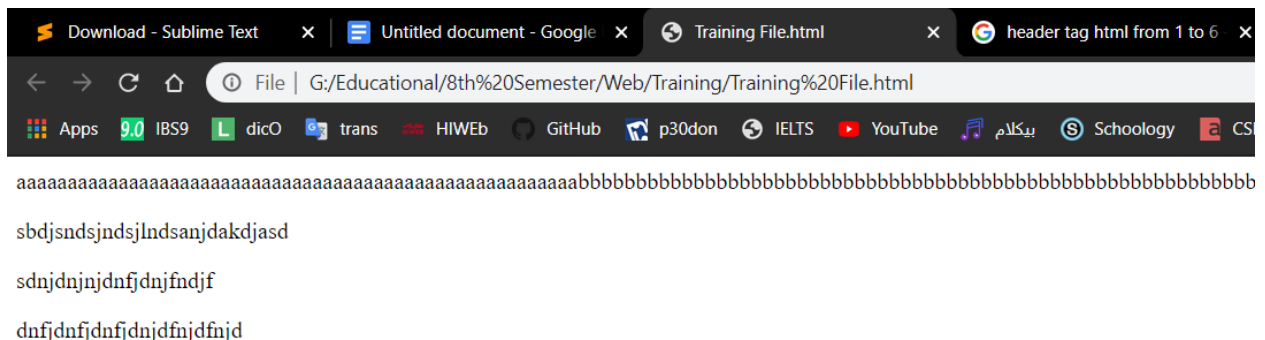 Download - Sublime Text Untitled document - Google Training File.html header tag html from 1 to 6
File G:/Educational/8th%20Semester/Web/Training/Training%20File.html
Apps 9.0 IBS9 L dicO trans HIWEb GitHub p30don IELTS YouTube بیکلام S Schoology a CSI
sbdjsndsjndsjlndsanjdakdjasd
sdnjdnjnjdnfjdnjfndjf
dnfjdnfjdnfjdnjdfnjdfnjd